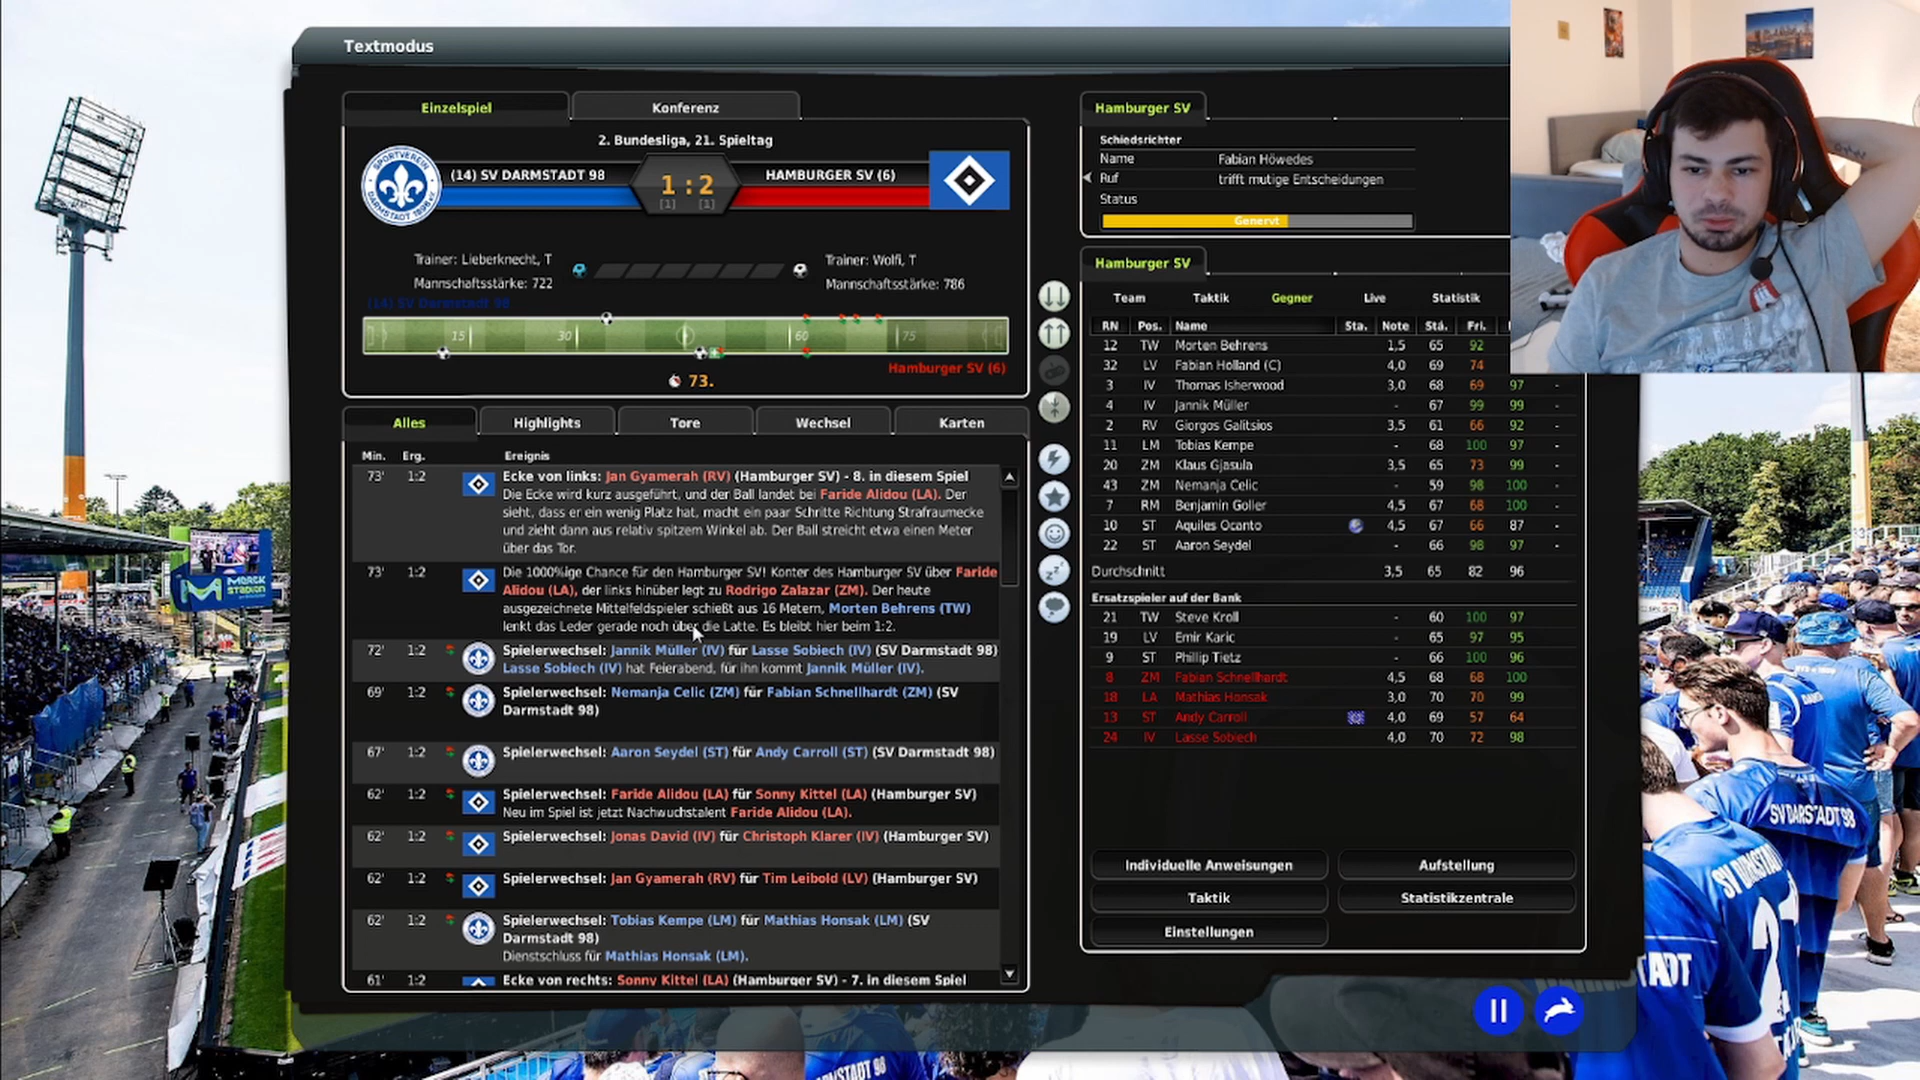 Textmodus
Einzelspiel
Konferenz
2. Bundesliga, 21. Spieltag
(14) SV DARMSTADT 98
1 : 2
[1] [1]
HAMBURGER SV (6)
SPORTVEREIN
DARMSTADT 1898 e.V.
Trainer: Lieberknecht, T
Trainer: Wolfi, T
Mannschaftsstärke: 722
Mannschaftsstärke: 786
(14) SV Darmstadt 98
15 30 60 75
Hamburger SV (6)
73.
Alles Highlights Tore Wechsel Karten
Min. Erg. Ereignis
73' 1:2 Ecke von links: Jan Gyamerah (RV) (Hamburger SV) - 8. in diesem Spiel
Die Ecke wird kurz ausgeführt, und der Ball landet bei Faride Alidou (LA). Der
sieht, dass er ein wenig Platz hat, macht ein paar Schritte Richtung Strafraumecke
und zieht dann aus relativ spitzem Winkel ab. Der Ball streicht etwa einen Meter
über das Tor.
73' 1:2 Die 1000%ige Chance für den Hamburger SV! Konter des Hamburger SV über Faride
Alidou (LA), der links hinüber legt zu Rodrigo Zalazar (ZM). Der heute
ausgezeichnete Mittelfeldspieler schießt aus 16 Metern, Morten Behrens (TW)
lenkt das Leder gerade noch über die Latte. Es bleibt hier beim 1:2.
72' 1:2 Spielerwechsel: Jannik Müller (IV) für Lasse Sobiech (IV) (SV Darmstadt 98)
Lasse Sobiech (IV) hat Feierabend, für ihn kommt Jannik Müller (IV).
69' 1:2 Spielerwechsel: Nemanja Celic (ZM) für Fabian Schnellhardt (ZM) (SV
Darmstadt 98)
67' 1:2 Spielerwechsel: Aaron Seydel (ST) für Andy Carroll (ST) (SV Darmstadt 98)
62' 1:2 Spielerwechsel: Faride Alidou (LA) für Sonny Kittel (LA) (Hamburger SV)
Neu im Spiel ist jetzt Nachwuchstalent Faride Alidou (LA).
62' 1:2 Spielerwechsel: Jonas David (IV) für Christoph Klarer (IV) (Hamburger SV)
62' 1:2 Spielerwechsel: Jan Gyamerah (RV) für Tim Leibold (LV) (Hamburger SV)
62' 1:2 Spielerwechsel: Tobias Kempe (LM) für Mathias Honsak (LM) (SV
Darmstadt 98)
Dienstschluss für Mathias Honsak (LM).
61' 1:2 Ecke von rechts: Sonny Kittel (LA) (Hamburger SV) - 7. in diesem Spiel
Hamburger SV
Schiedsrichter
Name Fabian Höwedes
Ruf trifft mutige Entscheidungen
Status
Genervt
Hamburger SV
Team Taktik Gegner Live Statistik
RN Pos. Name Sta. Note Stä. Fri.
12 TW Morten Behrens 1,5 65 92
32 LV Fabian Holland (C) 4,0 69 74
3 IV Thomas Isherwood 3,0 68 69 97 -
4 IV Jannik Müller - 67 99 99 -
2 RV Giorgos Galitsios 3,5 61 66 92 -
11 LM Tobias Kempe - 68 100 97 -
20 ZM Klaus Gjasula 3,5 65 73 99 -
43 ZM Nemanja Celic - 59 98 100 -
7 RM Benjamin Goller 4,5 67 68 100 -
10 ST Aquiles Ocanto 4,5 67 66 87 -
22 ST Aaron Seydel - 66 98 97 -
Durchschnitt 3,5 65 82 96
Ersatzspieler auf der Bank
21 TW Steve Kroll - 60 100 97
19 LV Emir Karic - 65 97 95
9 ST Phillip Tietz - 66 100 96
8 ZM Fabian Schnellhardt 4,5 68 68 100
18 LA Mathias Honsak 3,0 70 70 99
13 ST Andy Carroll 4,0 69 57 64
24 IV Lasse Sobiech 4,0 70 72 98
Individuelle Anweisungen
Aufstellung
Taktik
Statistikzentrale
Einstellungen
MERCK
STADION
SV DARMSTADT 98
SV DARMSTADT
TADT
DARMSTADT 98